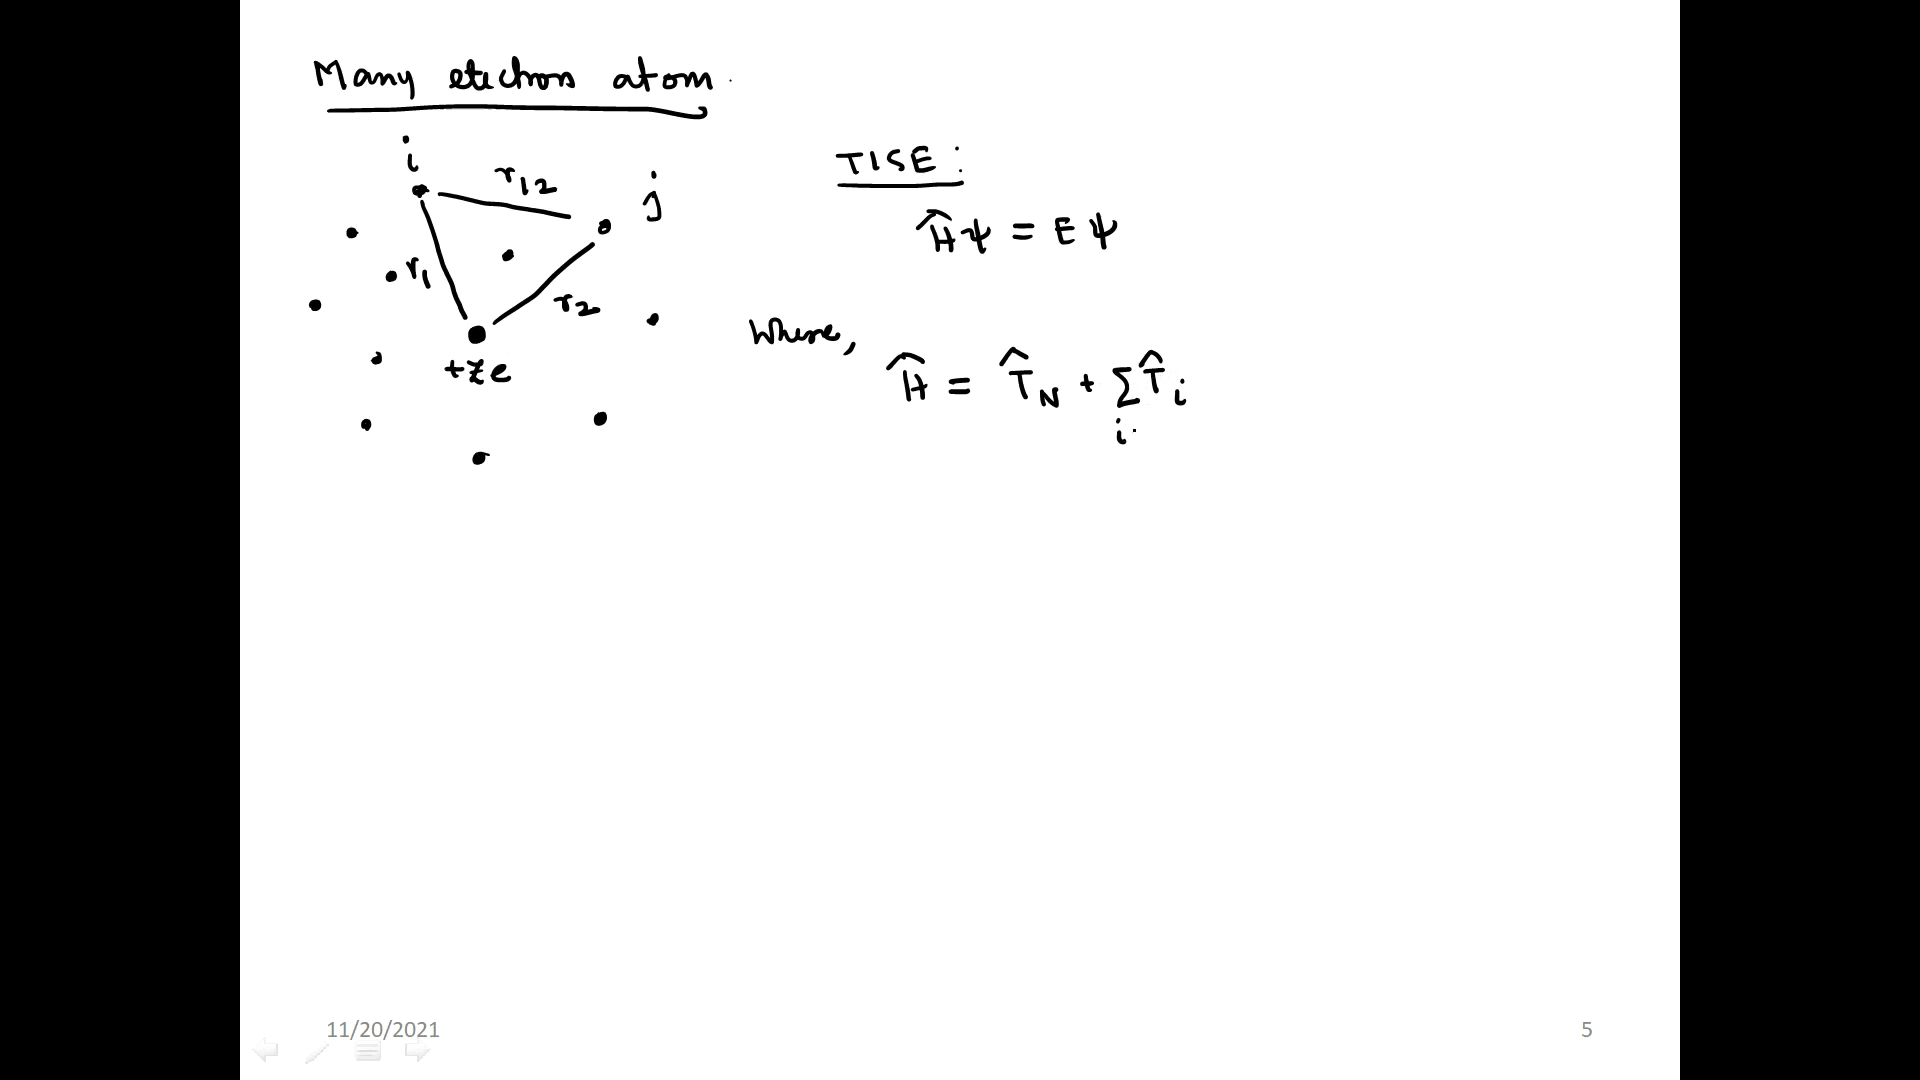 Many electrons atom
i
r12
j
r1
r2
+ze
TISE :
Ĥψ = Eψ
Where,
Ĥ = T̂N + ∑ T̂i
i
11/20/2021
5